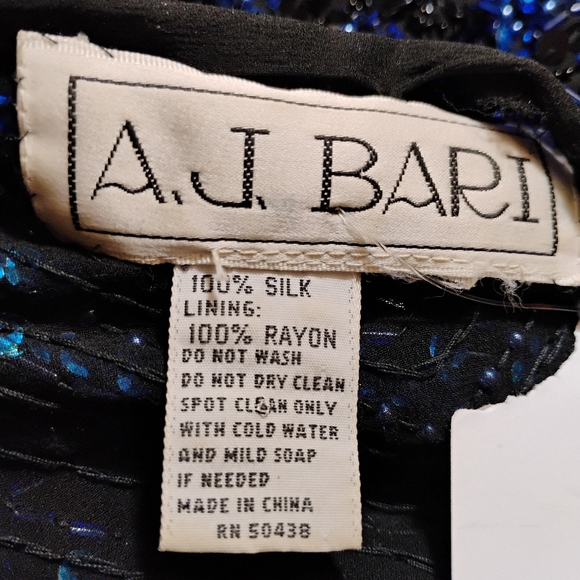 A.J. BARI
100% SILK
LINING:
100% RAYON
DO NOT WASH
DO NOT DRY CLEAN
SPOT CLEAN ONLY
WITH COLD WATER
AND MILD SOAP
IF NEEDED
MADE IN CHINA
RN 50438